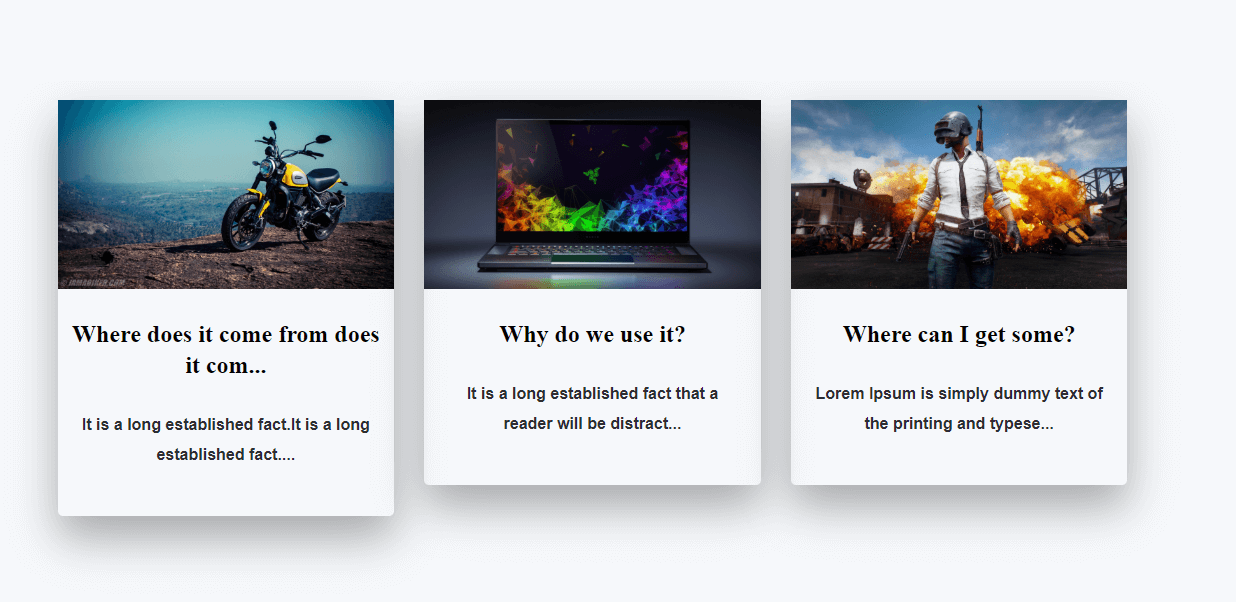 Where does it come from does
it com...
It is a long established fact.It is a long
established fact....
Why do we use it?
It is a long established fact that a
reader will be distract...
Where can I get some?
Lorem Ipsum is simply dummy text of
the printing and typese...